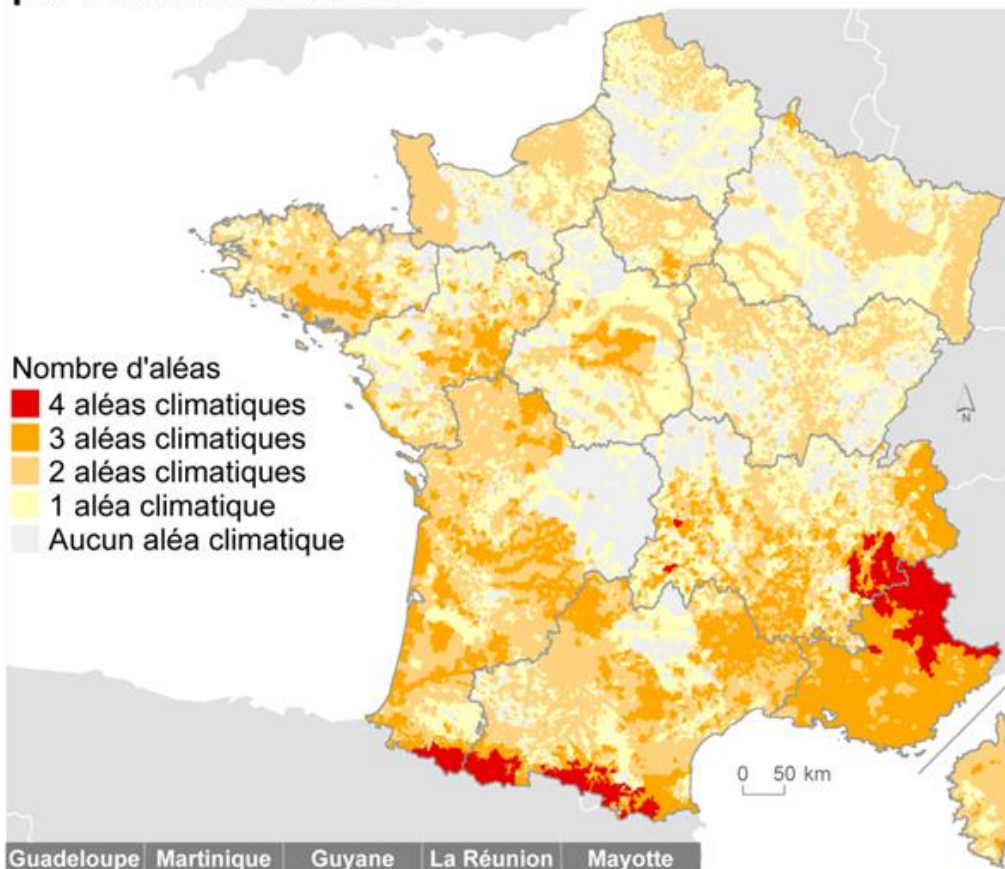 Nombre d'aléas
4 aléas climatiques
3 aléas climatiques
2 aléas climatiques
1 aléa climatique
Aucun aléa climatique
N
0 50 km
Guadeloupe Martinique Guyane La Réunion Mayotte